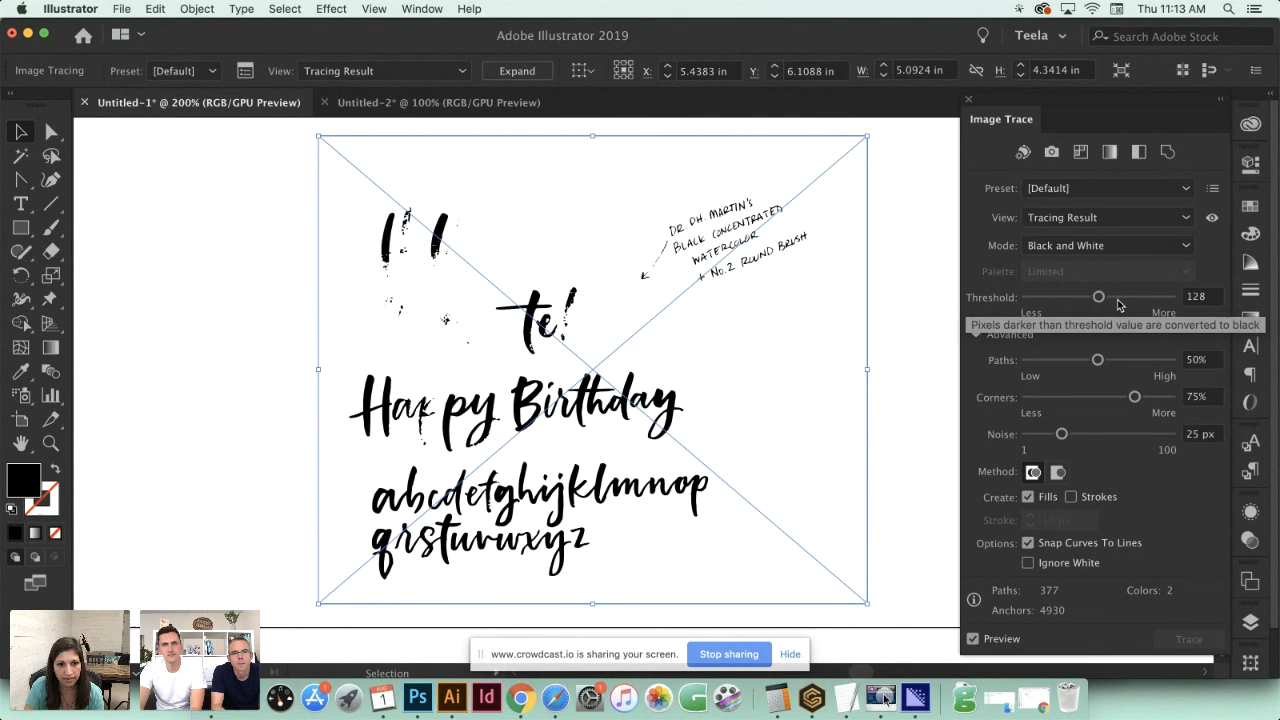 Illustrator File Edit Object Type Select Effect View Window Help Thu 11:13 AM
Adobe Illustrator 2019 Teela Search Adobe Stock
Image Tracing Preset: [Default] View: Tracing Result Expand X: 5.4383 in Y: 6.1088 in W: 5.0924 in H: 4.3414 in
Untitled-1* @ 200% (RGB/GPU Preview) Untitled-2* @ 100% (RGB/GPU Preview)
Image Trace
Preset: [Default]
View: Tracing Result
Mode: Black and White
Palette: Limited
Threshold: 128
Less More
Pixels darker than threshold value are converted to black
Advanced
Paths: 50%
Low High
Corners: 75%
Less More
Noise: 25 px
1 100
Method:
Create: Fills Strokes
Stroke:
Options: Snap Curves To Lines
Ignore White
Paths: 377 Colors: 2
Anchors: 4930
Preview Trace
DR. PH. MARTIN'S
BLACK CONCENTRATED
WATERCOLOR
+ NO. 2 ROUND BRUSH
te!
Happy Birthday
abcdefghijklmnop
qrstuvwxyz
www.crowdcast.io is sharing your screen. Stop sharing Hide
Selection
Ps Ai Id